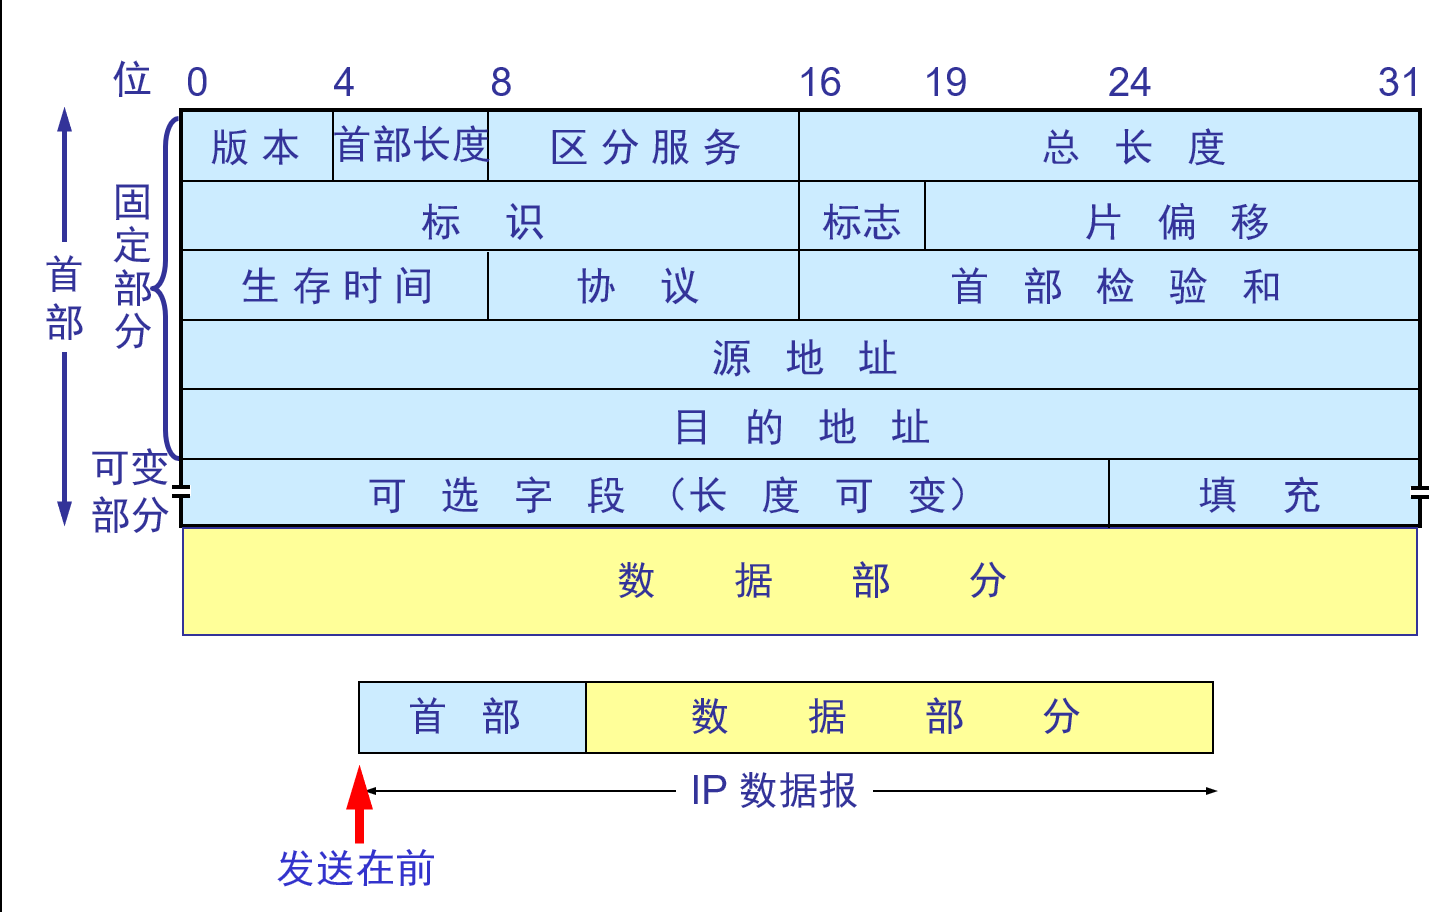 位 0 4 8 16 19 24 31
版本 首部长度 区分服务 总长度
标识 标志 片偏移
生存时间 协议 首部检验和
源地址
目的地址
可选字段（长度可变） 填充
首部
固定部分
可变部分
数据部分
首部 数据部分
IP 数据报
发送在前